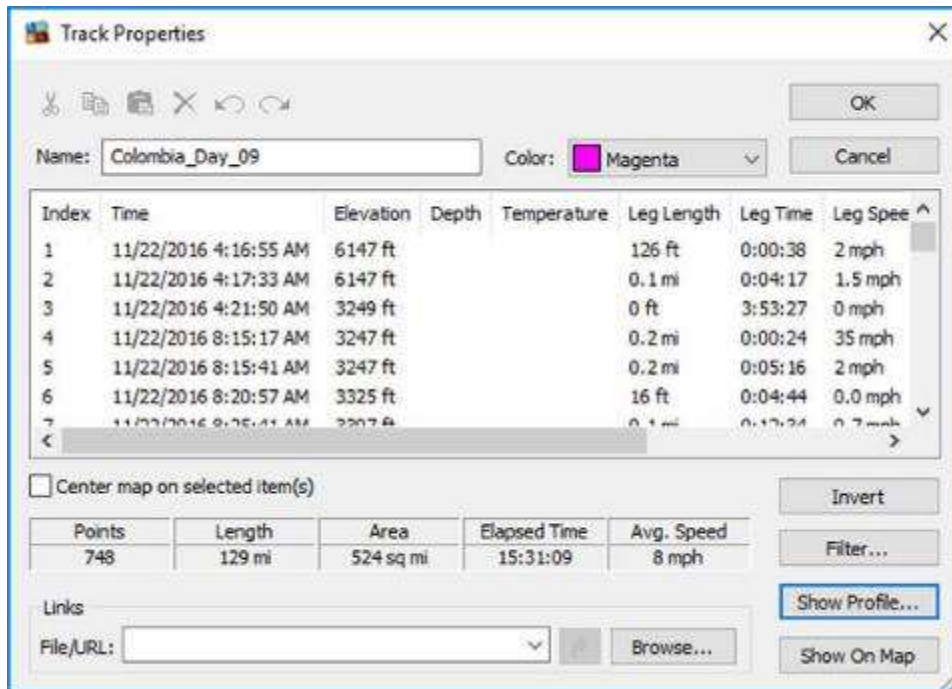 Track Properties
OK
Name: Colombia_Day_09 Color: Magenta Cancel
Index Time Elevation Depth Temperature Leg Length Leg Time Leg Spee
1 11/22/2016 4:16:55 AM 6147 ft 126 ft 0:00:38 2 mph
2 11/22/2016 4:17:33 AM 6147 ft 0.1 mi 0:04:17 1.5 mph
3 11/22/2016 4:21:50 AM 3249 ft 0 ft 3:53:27 0 mph
4 11/22/2016 8:15:17 AM 3247 ft 0.2 mi 0:00:24 35 mph
5 11/22/2016 8:15:41 AM 3247 ft 0.2 mi 0:05:16 2 mph
6 11/22/2016 8:20:57 AM 3325 ft 16 ft 0:04:44 0.0 mph
Center map on selected item(s)
Invert
Points Length Area Elapsed Time Avg. Speed
748 129 mi 524 sq mi 15:31:09 8 mph
Filter...
Links
Show Profile...
File/URL: Browse...
Show On Map